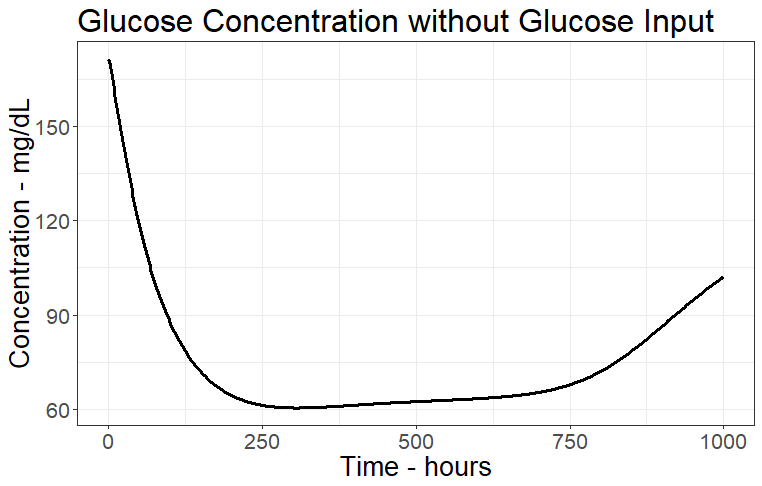 Glucose Concentration without Glucose Input
Concentration - mg/dL
150
120
90
60
0 250 500 750 1000
Time - hours